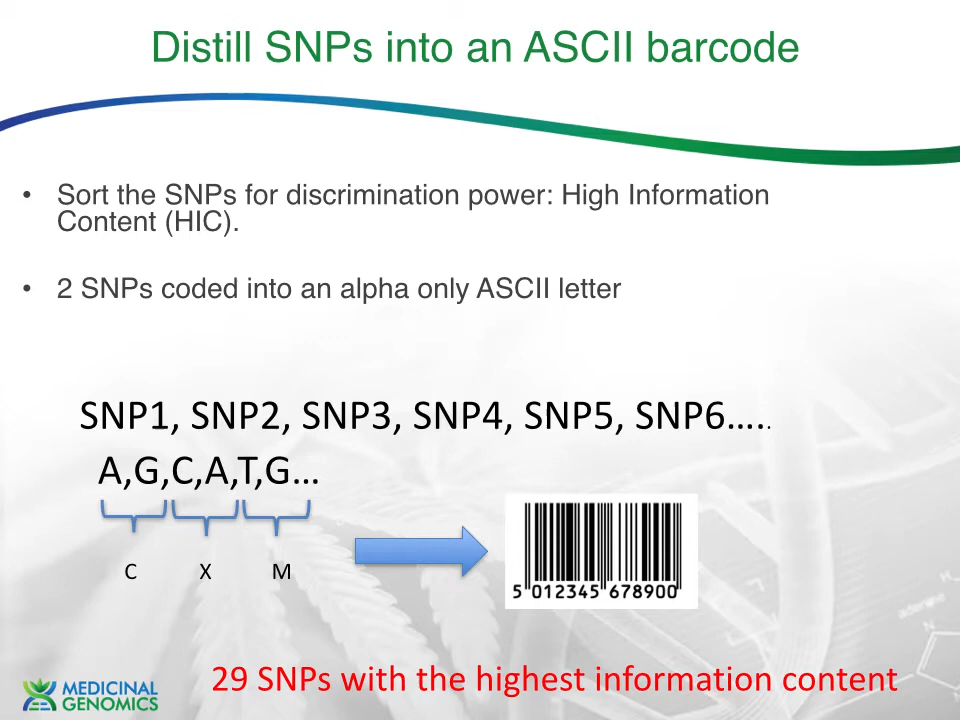 Distill SNPs into an ASCII barcode
• Sort the SNPs for discrimination power: High Information
Content (HIC).
• 2 SNPs coded into an alpha only ASCII letter
SNP1, SNP2, SNP3, SNP4, SNP5, SNP6…..
A,G,C,A,T,G…
C X M
5 012345 678900
29 SNPs with the highest information content
MEDICINAL
GENOMICS